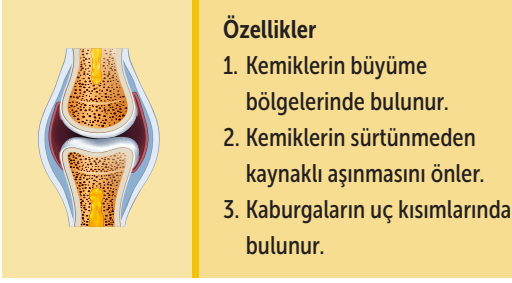 Özellikler
1. Kemiklerin büyüme
bölgelerinde bulunur.
2. Kemiklerin sürtünmeden
kaynaklı aşınmasını önler.
3. Kaburgaların uç kısımlarında
bulunur.